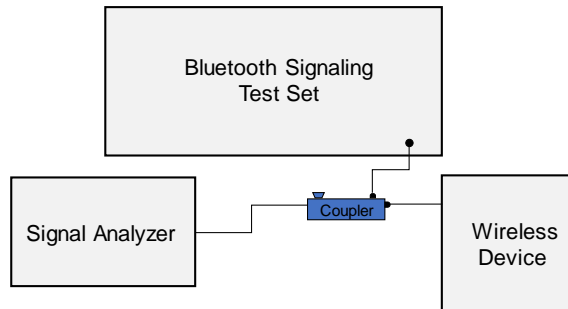 Bluetooth Signaling
Test Set
Signal Analyzer
Coupler
Wireless
Device